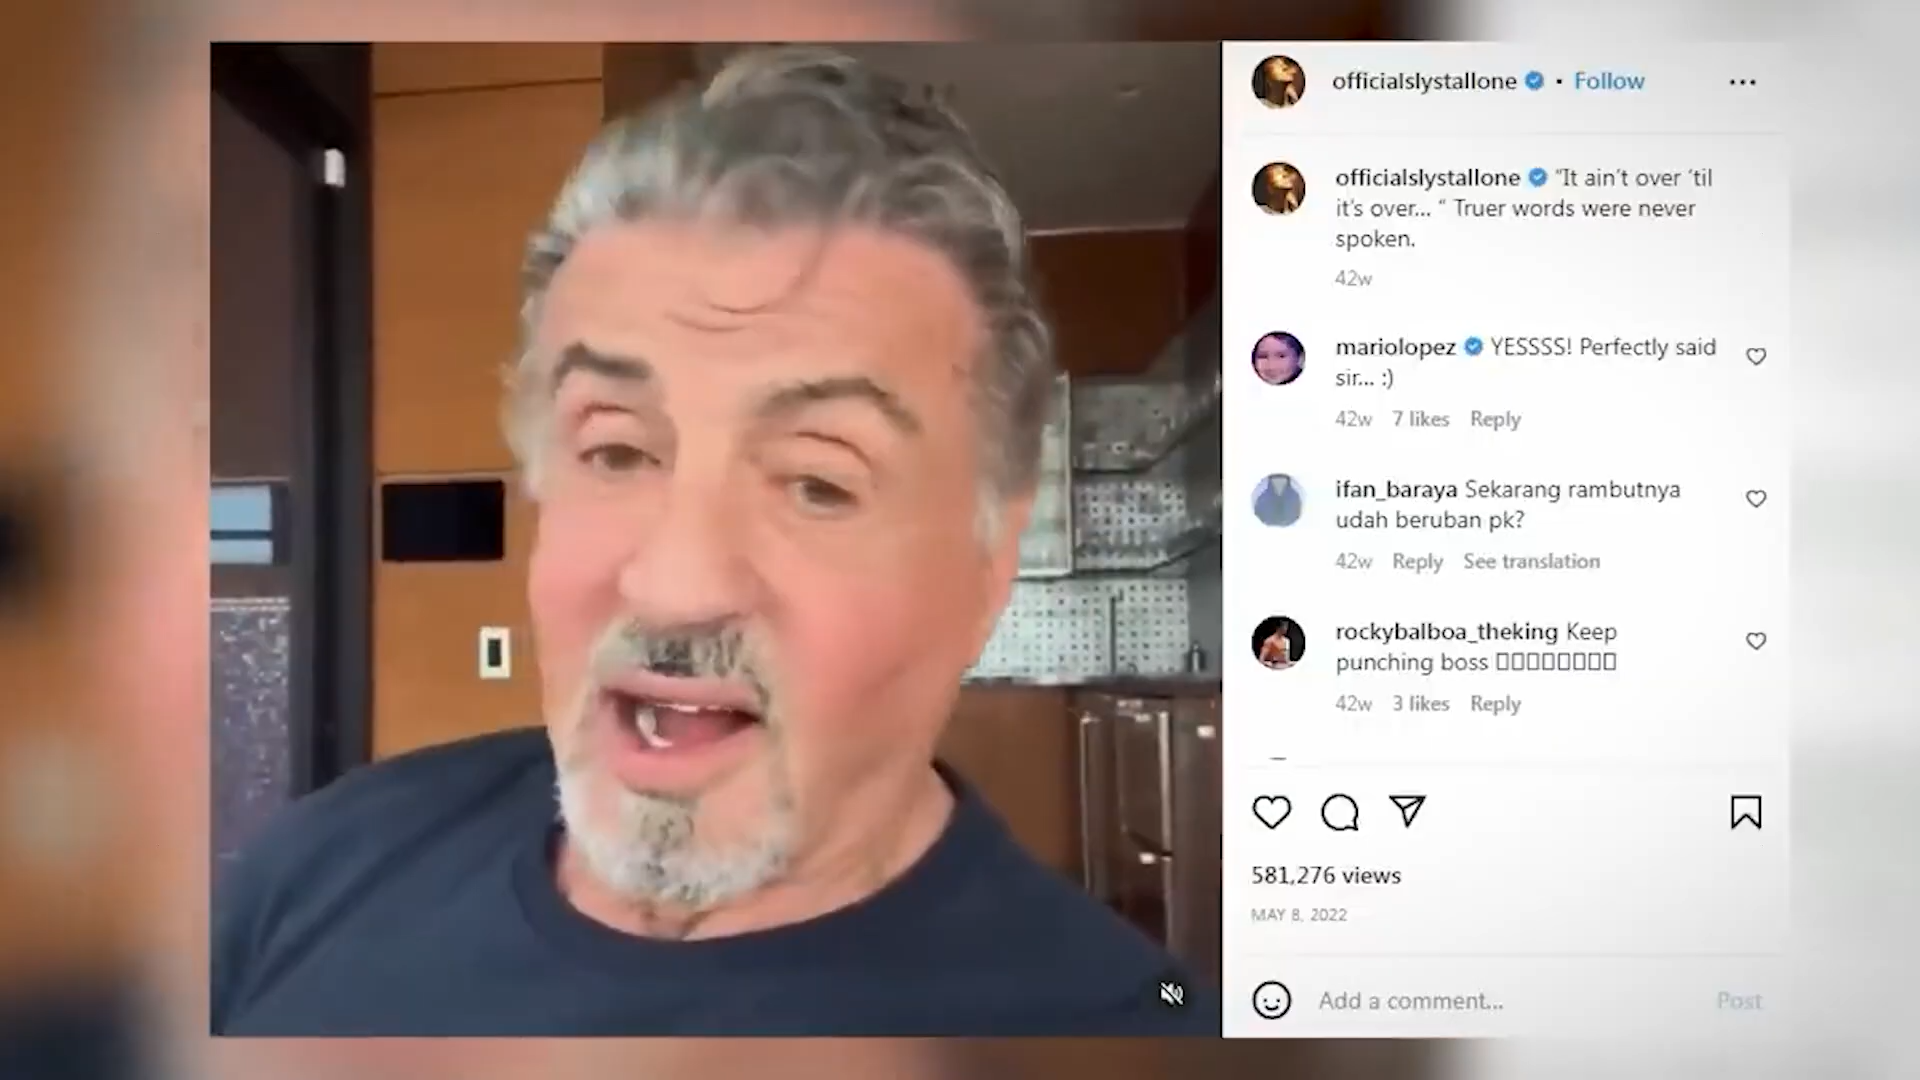 officialslystallone • Follow
officialslystallone "It ain't over 'til
it's over... " Truer words were never
spoken.
42w
mariolopez YESSSS! Perfectly said
sir... :)
42w 7 likes Reply
ifan_baraya Sekarang rambutnya
udah beruban pk?
42w Reply See translation
rockybalboa_theking Keep
punching boss
42w 3 likes Reply
581,276 views
MAY 8, 2022
Add a comment... Post